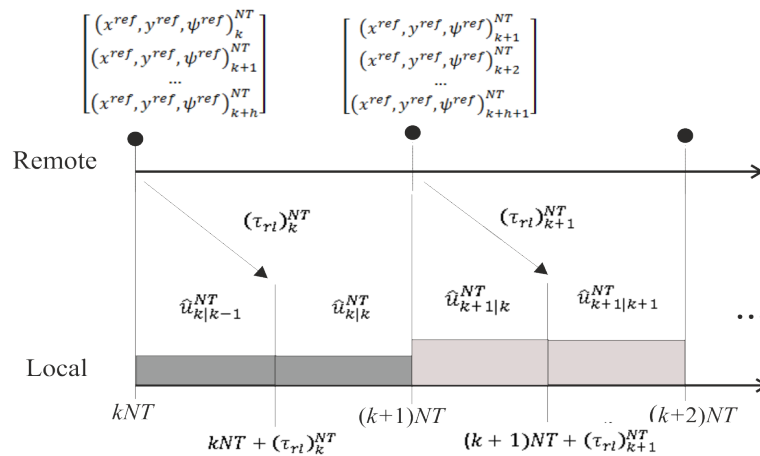 (x^ref, y^ref, ψ^ref)_k^NT (x^ref, y^ref, ψ^ref)_{k+1}^NT
(x^ref, y^ref, ψ^ref)_{k+1}^NT (x^ref, y^ref, ψ^ref)_{k+2}^NT
... ...
(x^ref, y^ref, ψ^ref)_{k+h}^NT (x^ref, y^ref, ψ^ref)_{k+h+1}^NT
Remote
(τ_rl)_k^NT (τ_rl)_{k+1}^NT
û_{k|k−1}^NT û_{k|k}^NT û_{k+1|k}^NT û_{k+1|k+1}^NT
..
Local
kNT (k+1)NT (k+2)NT
kNT + (τ_rl)_k^NT (k + 1)NT + (τ_rl)_{k+1}^NT